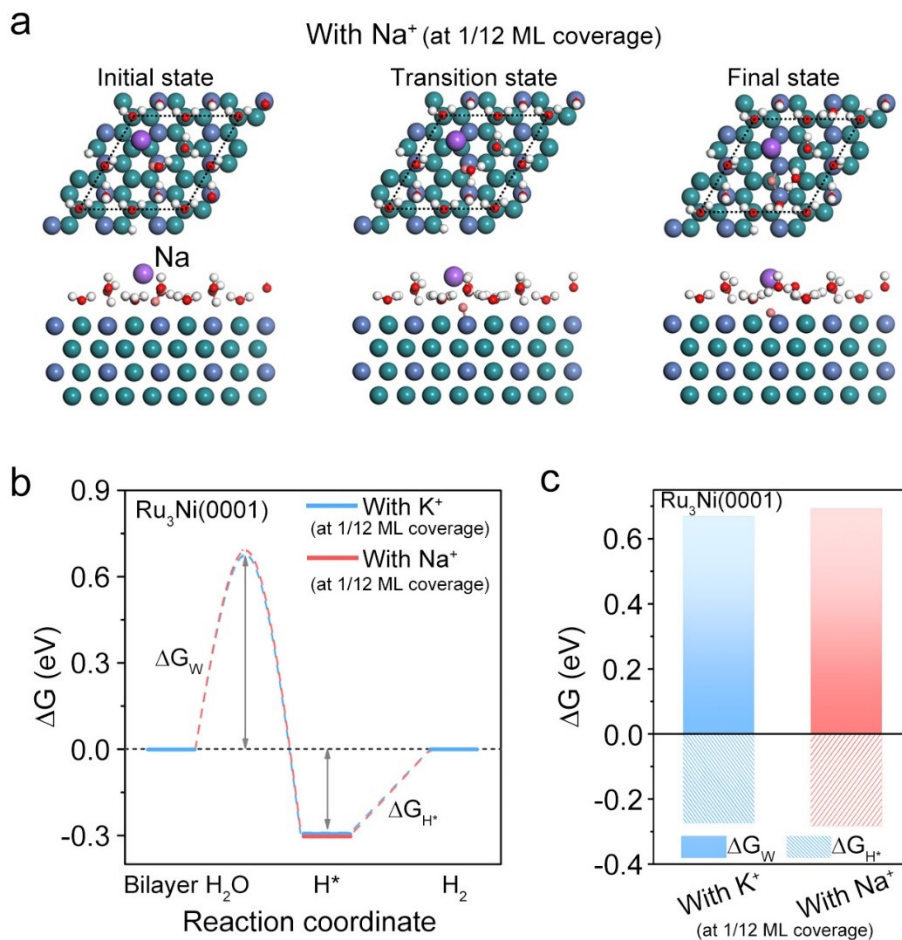 a
With Na⁺ (at 1/12 ML coverage)
Initial state
Transition state
Final state
Na
b
0.9
0.6
0.3
0.0
-0.3
ΔG (eV)
Ru₃Ni(0001)
With K⁺
(at 1/12 ML coverage)
With Na⁺
(at 1/12 ML coverage)
ΔG_W
ΔG_H*
Bilayer H₂O
H*
H₂
Reaction coordinate
c
Ru₃Ni(0001)
0.6
0.4
0.2
0.0
-0.2
-0.4
ΔG (eV)
ΔG_W
ΔG_H*
With K⁺
With Na⁺
(at 1/12 ML coverage)